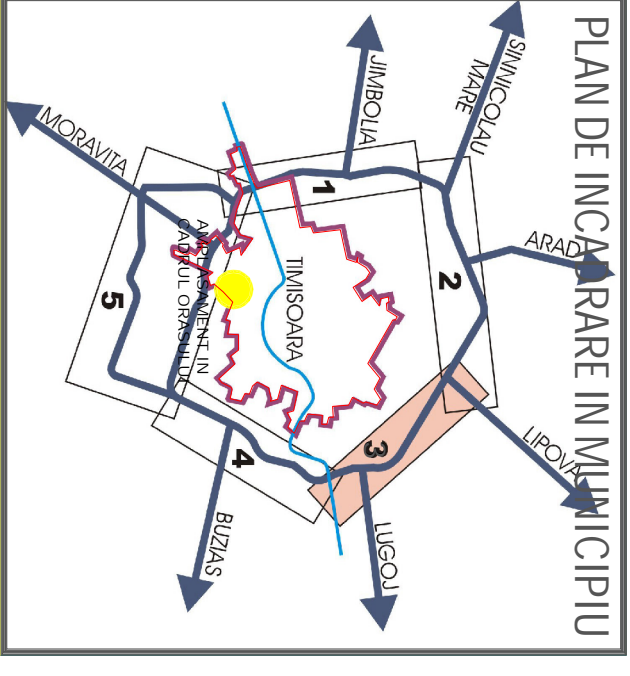 PLAN DE INCADRARE IN MUNICIPIU
SINNICOLAU
MARE
JIMBOLIA
ARAD
MORAVITA
1
2
TIMISOARA
AMPLASAMENT IN
CADRUL ORASULUI
5
3
4
LIPOVA
LUGOJ
BUZIAS